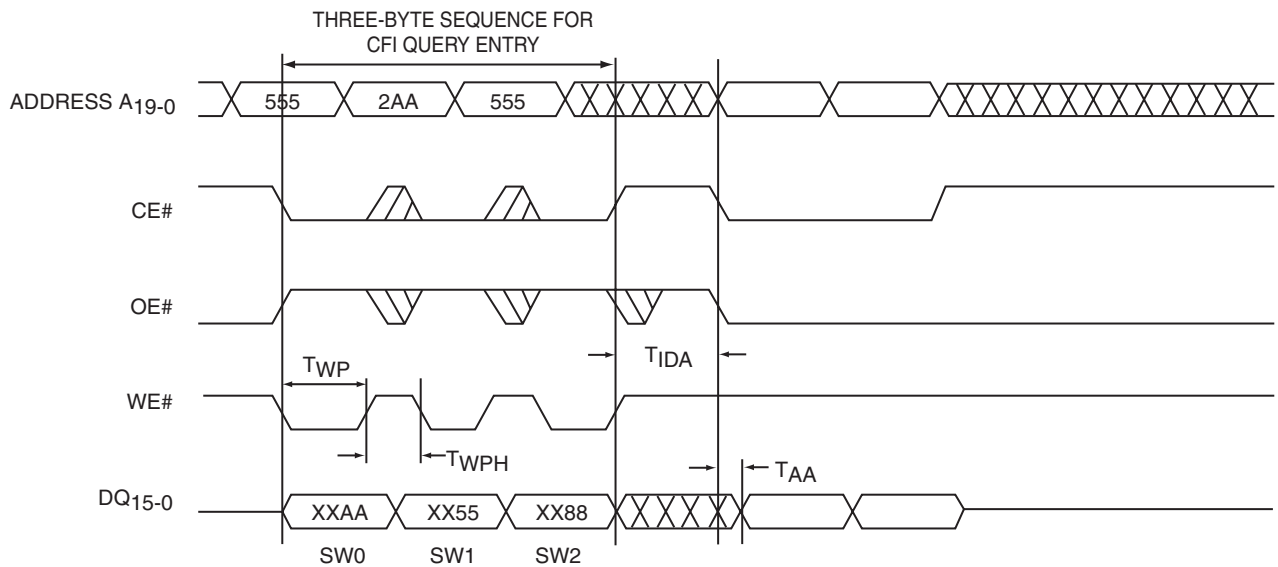 THREE-BYTE SEQUENCE FOR
CFI QUERY ENTRY
ADDRESS A19-0
555
2AA
555
CE#
OE#
TIDA
TWP
WE#
TWPH
TAA
DQ15-0
XXAA
XX55
XX88
SW0
SW1
SW2